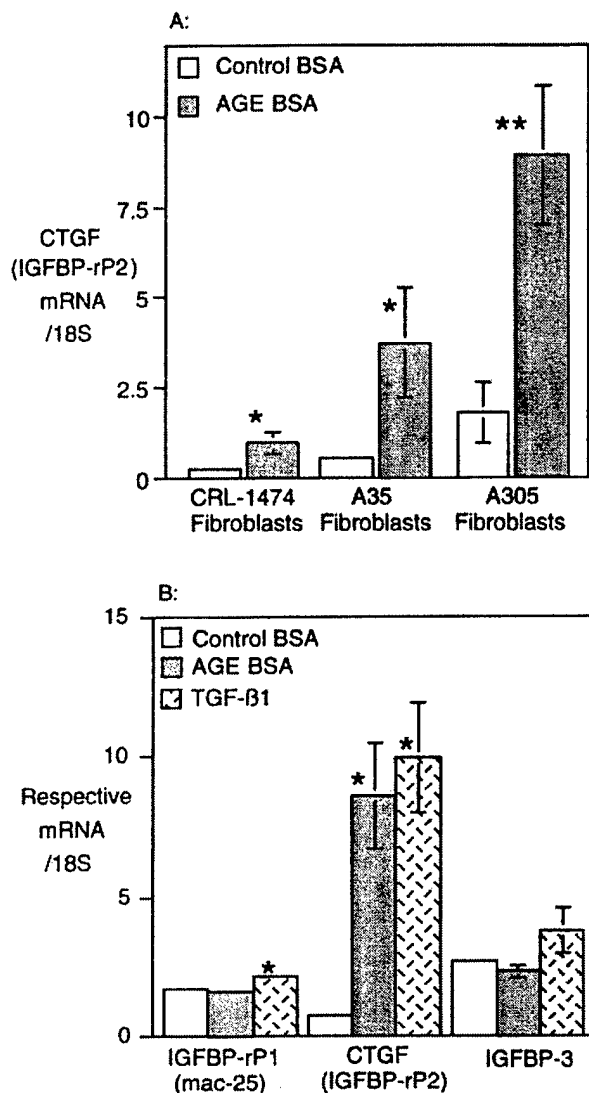 A:
Control BSA
AGE BSA
10
7.5
5
2.5
0
CTGF
(IGFBP-rP2)
mRNA
/18S
*
*
**
CRL-1474
Fibroblasts
A35
Fibroblasts
A305
Fibroblasts
B:
Control BSA
AGE BSA
TGF-ß1
15
10
5
0
Respective
mRNA
/18S
*
*
*
IGFBP-rP1
(mac-25)
CTGF
(IGFBP-rP2)
IGFBP-3